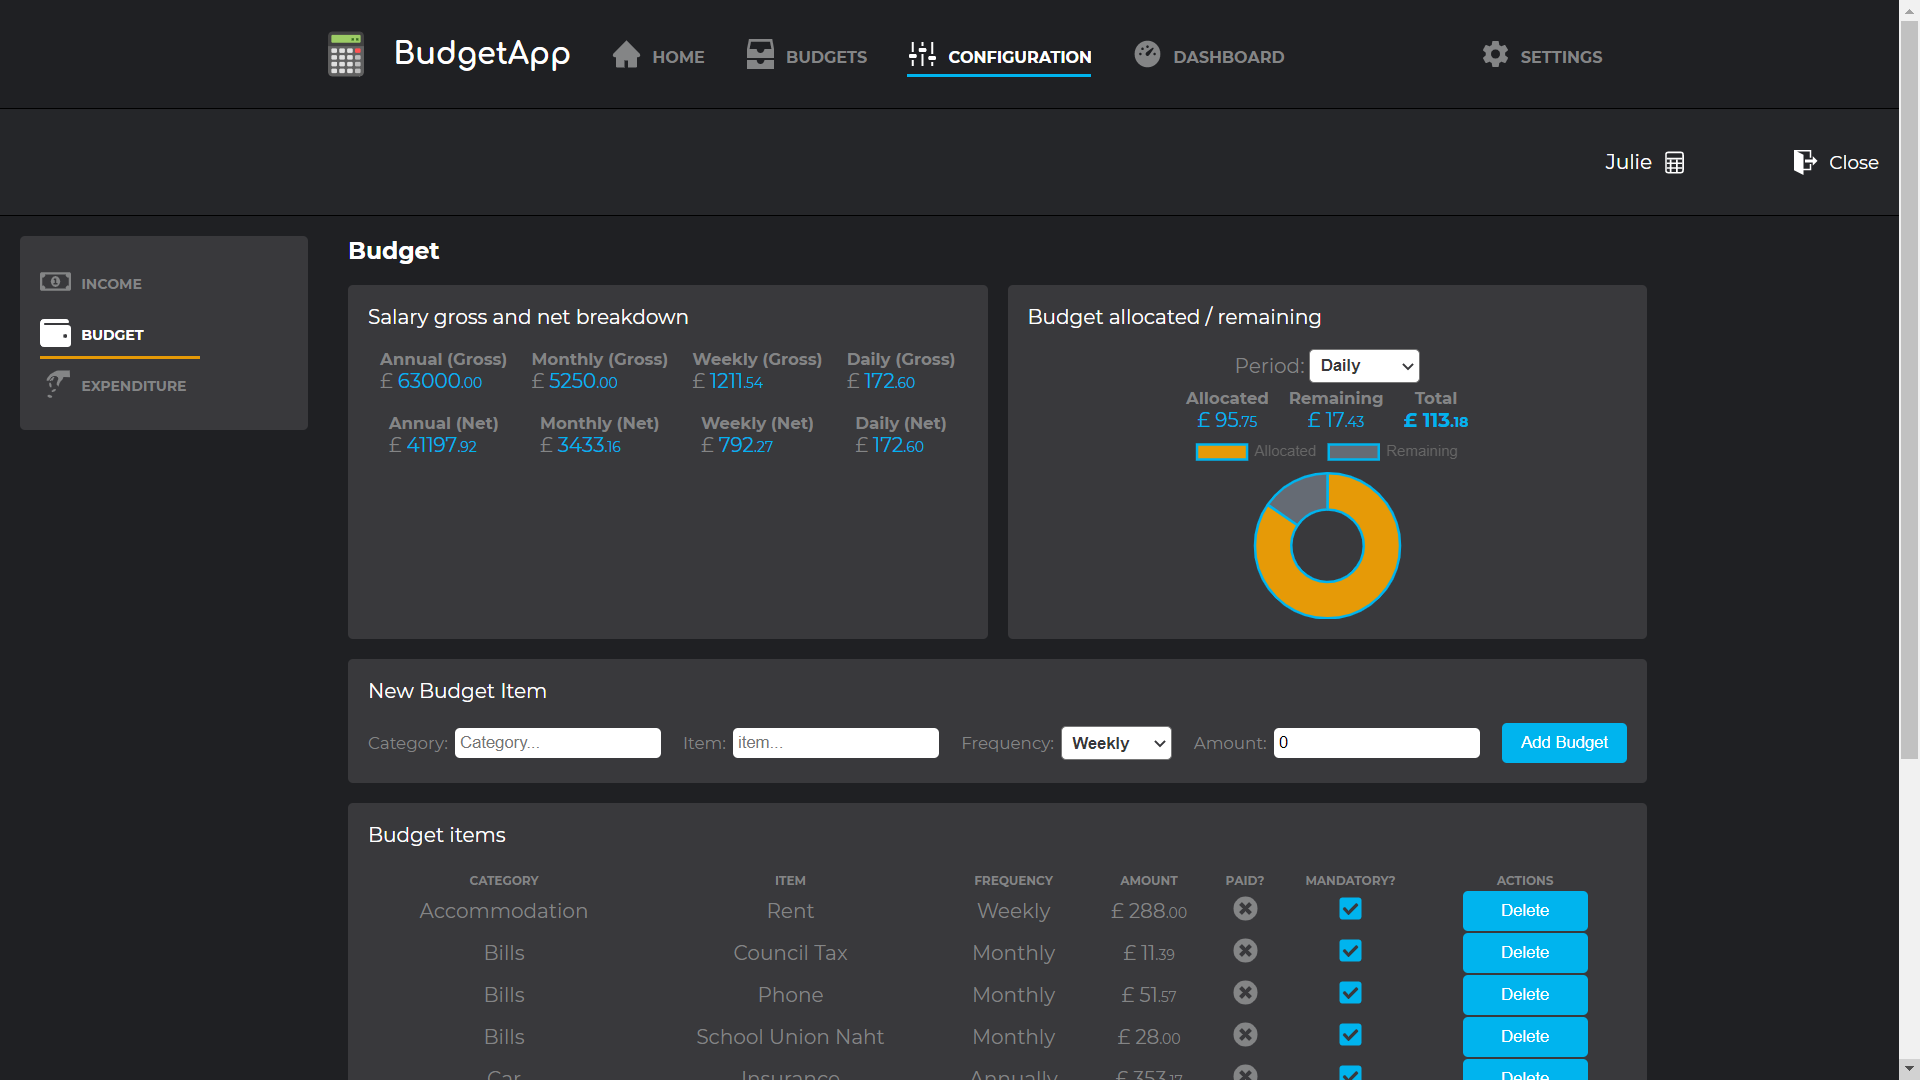 BudgetApp HOME BUDGETS CONFIGURATION DASHBOARD SETTINGS
Julie Close
INCOME
BUDGET
EXPENDITURE
Budget
Salary gross and net breakdown
Annual (Gross) Monthly (Gross) Weekly (Gross) Daily (Gross)
£ 63000.00 £ 5250.00 £ 1211.54 £ 172.60
Annual (Net) Monthly (Net) Weekly (Net) Daily (Net)
£ 41197.92 £ 3433.16 £ 792.27 £ 172.60
Budget allocated / remaining
Period: Daily
Allocated Remaining Total
£ 95.75 £ 17.43 £ 113.18
Allocated Remaining
New Budget Item
Category: Category... Item: item... Frequency: Weekly Amount: 0 Add Budget
Budget items
CATEGORY ITEM FREQUENCY AMOUNT PAID? MANDATORY? ACTIONS
Accommodation Rent Weekly £ 288.00 Delete
Bills Council Tax Monthly £ 11.39 Delete
Bills Phone Monthly £ 51.57 Delete
Bills School Union Naht Monthly £ 28.00 Delete
Car Insurance Annually £ 353.17 Delete